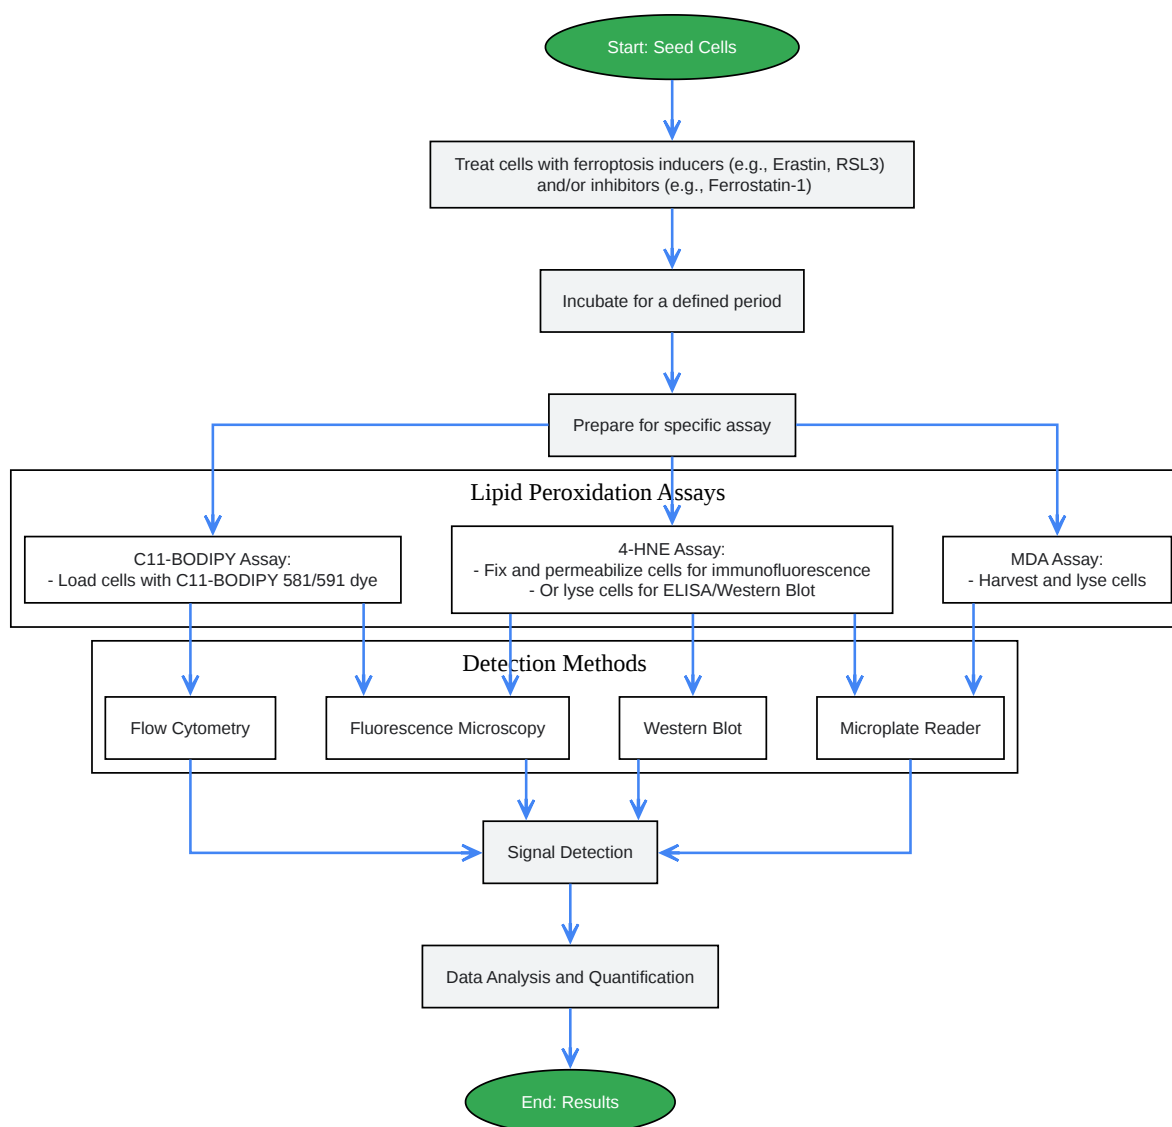 Start: Seed Cells
Treat cells with ferroptosis inducers (e.g., Erastin, RSL3)
and/or inhibitors (e.g., Ferrostatin-1)
Incubate for a defined period
Prepare for specific assay
Lipid Peroxidation Assays
C11-BODIPY Assay:
- Load cells with C11-BODIPY 581/591 dye
4-HNE Assay:
- Fix and permeabilize cells for immunofluorescence
- Or lyse cells for ELISA/Western Blot
MDA Assay:
- Harvest and lyse cells
Detection Methods
Flow Cytometry
Fluorescence Microscopy
Western Blot
Microplate Reader
Signal Detection
Data Analysis and Quantification
End: Results